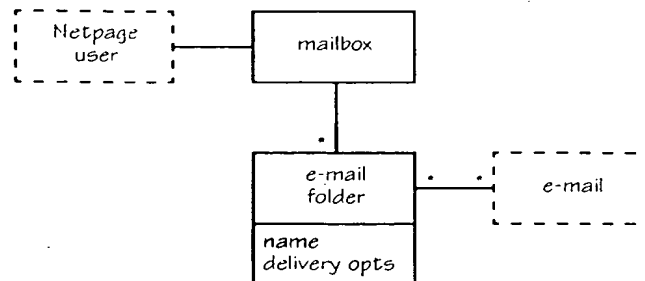 Netpage
user
mailbox
*
e-mail
folder
* *
e-mail
name
delivery opts